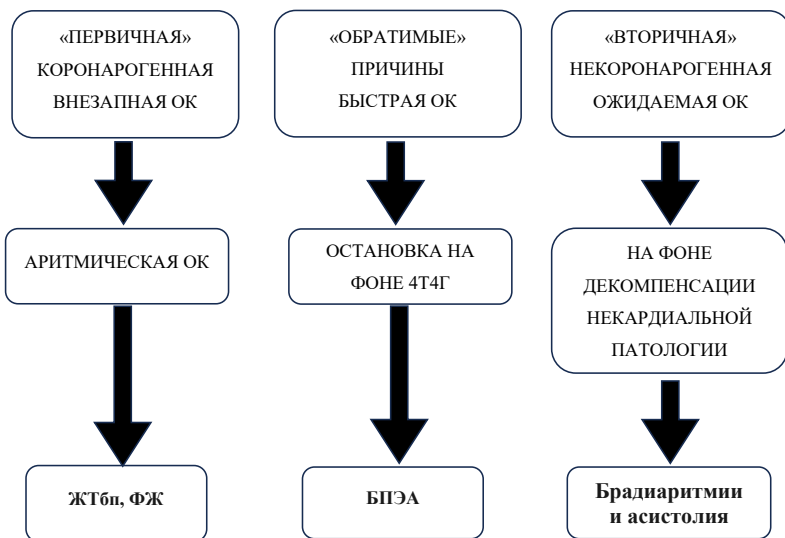 «ПЕРВИЧНАЯ»
КОРОНАРОГЕННАЯ
ВНЕЗАПНАЯ ОК
«ОБРАТИМЫЕ»
ПРИЧИНЫ
БЫСТРАЯ ОК
«ВТОРИЧНАЯ»
НЕКОРОНАРОГЕННАЯ
ОЖИДАЕМАЯ ОК
АРИТМИЧЕСКАЯ ОК
ОСТАНОВКА НА
ФОНЕ 4Т4Г
НА ФОНЕ
ДЕКОМПЕНСАЦИИ
НЕКАРДИАЛЬНОЙ
ПАТОЛОГИИ
ЖТбп, ФЖ
БПЭА
Брадиаритмии
и асистолия